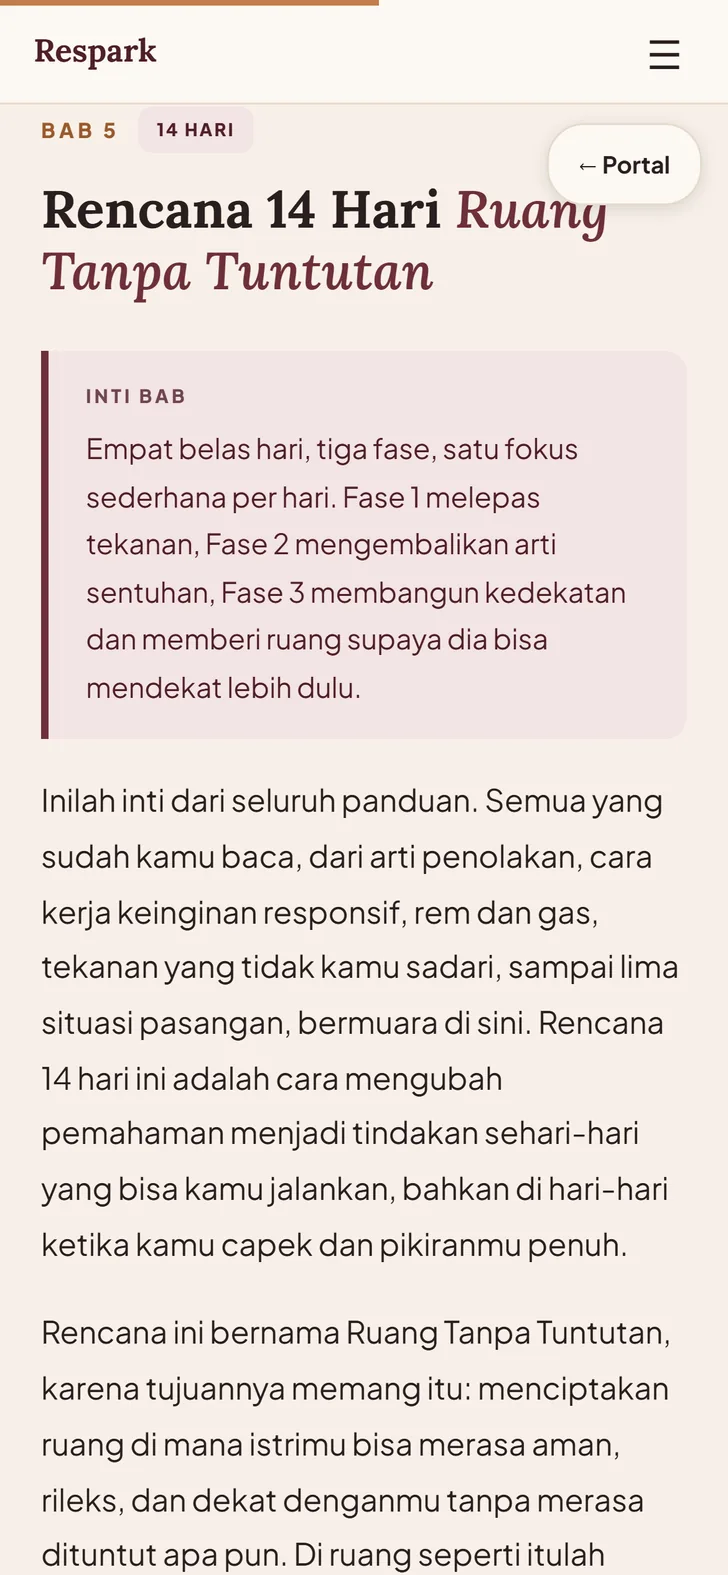 Respark
BAB 5
14 HARI
← Portal
Rencana 14 Hari Ruang
Tanpa Tuntutan
INTI BAB
Empat belas hari, tiga fase, satu fokus
sederhana per hari. Fase 1 melepas
tekanan, Fase 2 mengembalikan arti
sentuhan, Fase 3 membangun kedekatan
dan memberi ruang supaya dia bisa
mendekat lebih dulu.
Inilah inti dari seluruh panduan. Semua yang
sudah kamu baca, dari arti penolakan, cara
kerja keinginan responsif, rem dan gas,
tekanan yang tidak kamu sadari, sampai lima
situasi pasangan, bermuara di sini. Rencana
14 hari ini adalah cara mengubah
pemahaman menjadi tindakan sehari-hari
yang bisa kamu jalankan, bahkan di hari-hari
ketika kamu capek dan pikiranmu penuh.
Rencana ini bernama Ruang Tanpa Tuntutan,
karena tujuannya memang itu: menciptakan
ruang di mana istrimu bisa merasa aman,
rileks, dan dekat denganmu tanpa merasa
dituntut apa pun. Di ruang seperti itulah